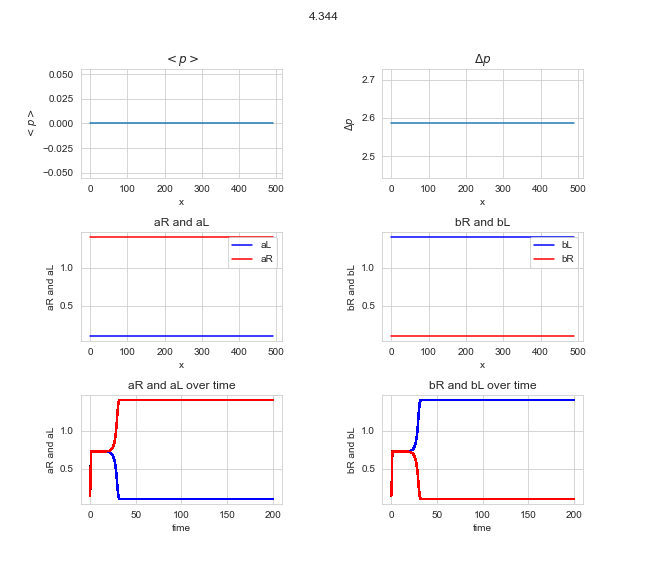 4.344
< p >
Δp
0.050
0.025
0.000
−0.025
−0.050
< p >
0 100 200 300 400 500
x
2.7
2.6
2.5
Δp
0 100 200 300 400 500
x
aR and aL
bR and bL
1.0
0.5
aR and aL
aL
aR
0 100 200 300 400 500
x
1.0
0.5
bR and bL
bL
bR
0 100 200 300 400 500
x
aR and aL over time
bR and bL over time
1.0
0.5
aR and aL
0 50 100 150 200
time
1.0
0.5
bR and bL
0 50 100 150 200
time